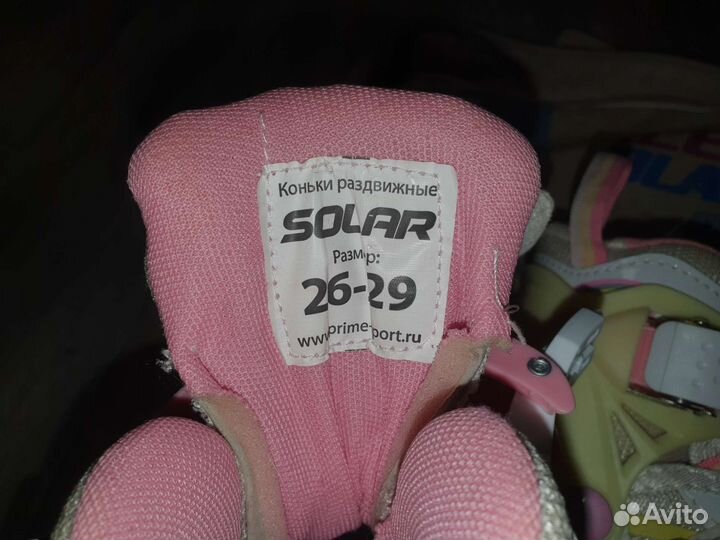 Коньки раздвижные
SOLAR
Размер:
26-29
www.prime-sport.ru
Avito